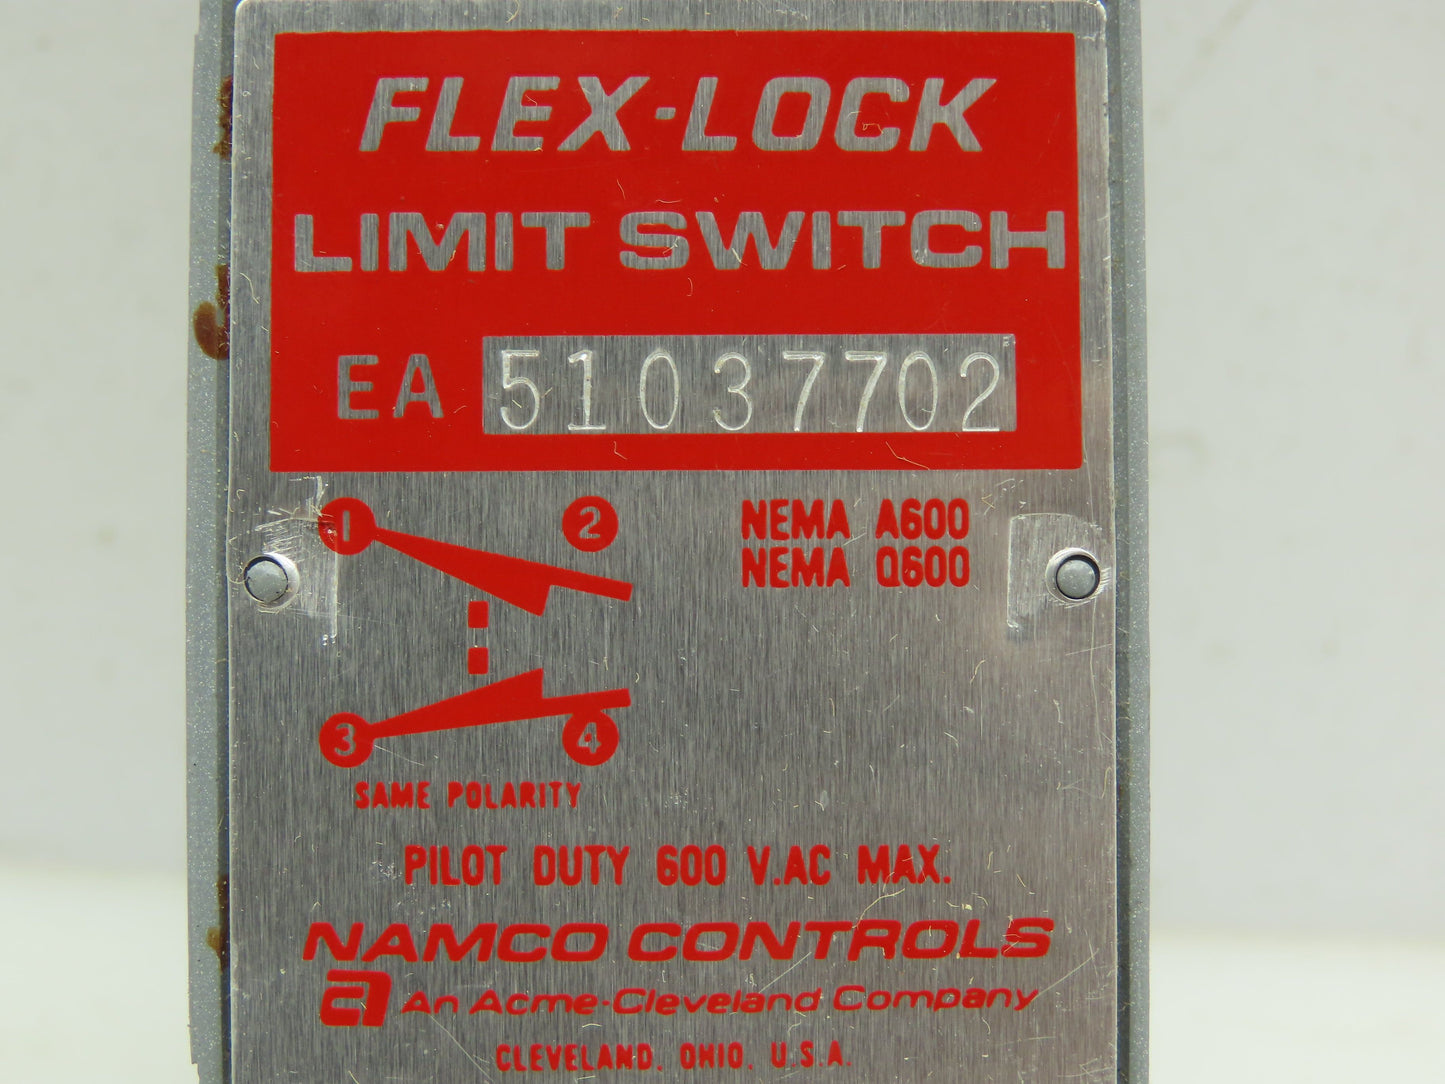 FLEX-LOCK
LIMIT SWITCH
EA 51037702
1 2 NEMA A600
NEMA Q600
3 4
SAME POLARITY
PILOT DUTY 600 V.AC MAX.
NAMCO CONTROLS
a An Acme-Cleveland Company
CLEVELAND, OHIO, U.S.A.